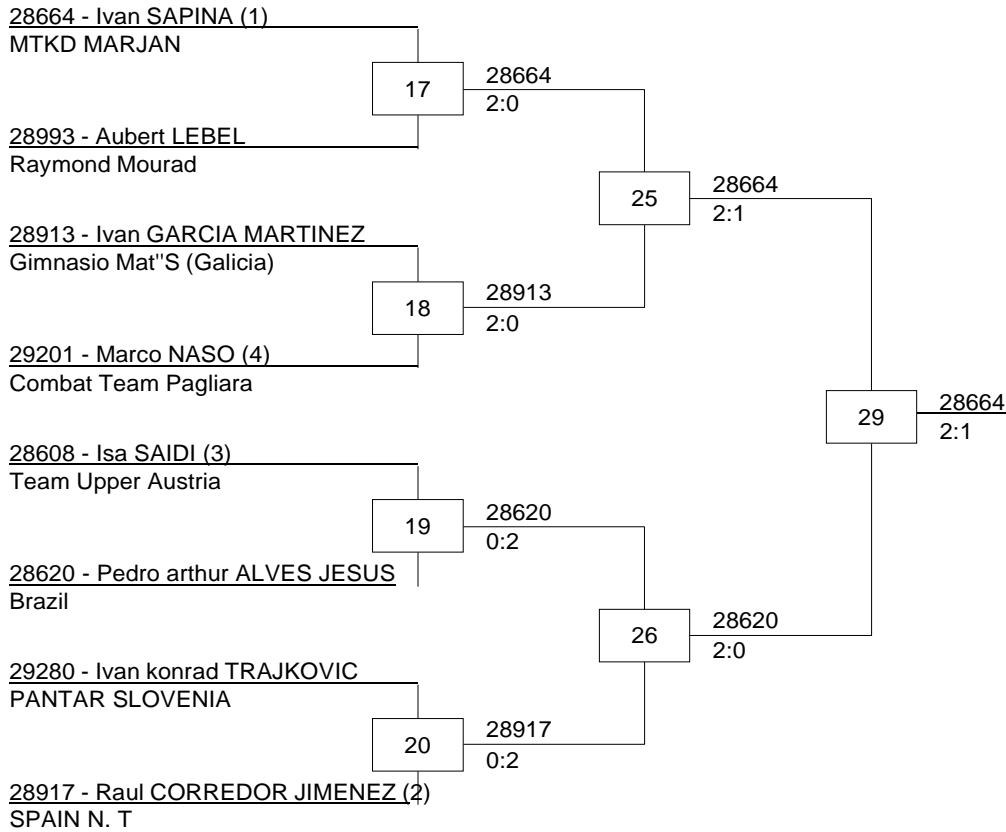 28664 - Ivan SAPINA (1)
MTKD MARJAN
17
28664
2:0
28993 - Aubert LEBEL
Raymond Mourad
25
28664
2:1
28913 - Ivan GARCIA MARTINEZ
Gimnasio Mat"S (Galicia)
18
28913
2:0
29201 - Marco NASO (4)
Combat Team Pagliara
29
28664
2:1
28608 - Isa SAIDI (3)
Team Upper Austria
19
28620
0:2
28620 - Pedro arthur ALVES JESUS
Brazil
26
28620
2:0
29280 - Ivan konrad TRAJKOVIC
PANTAR SLOVENIA
20
28917
0:2
28917 - Raul CORREDOR JIMENEZ (2)
SPAIN N. T